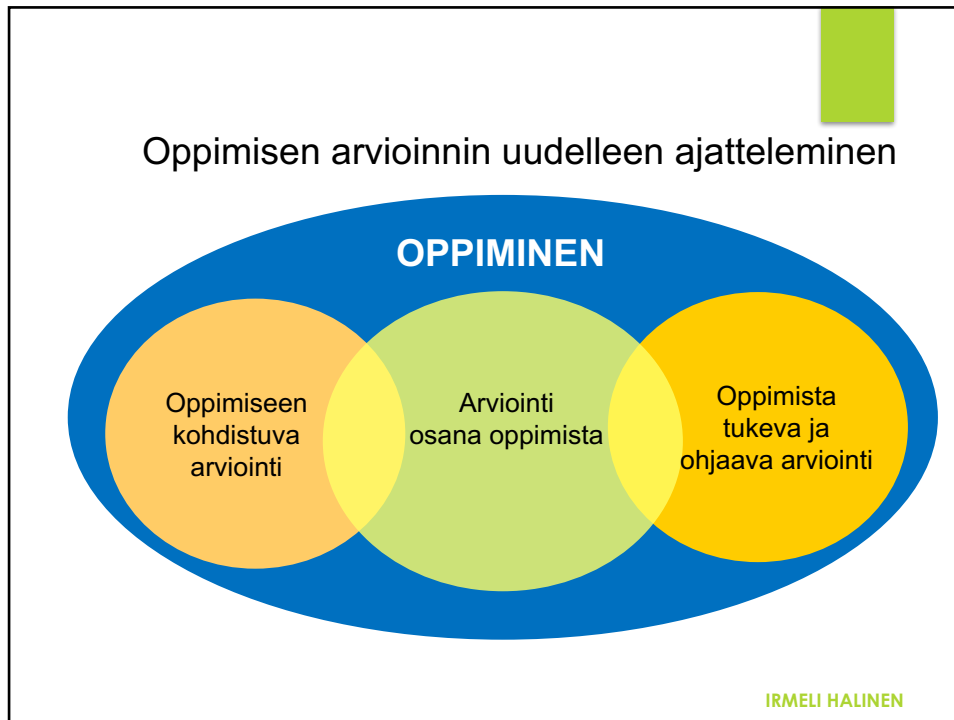 Oppimisen arvioinnin uudelleen ajatteleminen
OPPIMINEN
Oppimiseen
kohdistuva
arviointi
Arviointi
osana oppimista
Oppimista
tukeva ja
ohjaava arviointi
IRMELI HALINEN